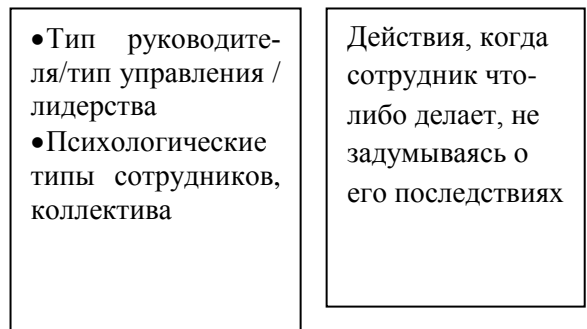 •Тип руководите-
ля/тип управления /
лидерства
•Психологические
типы сотрудников,
коллектива
Действия, когда
сотрудник что-
либо делает, не
задумываясь о
его последствиях